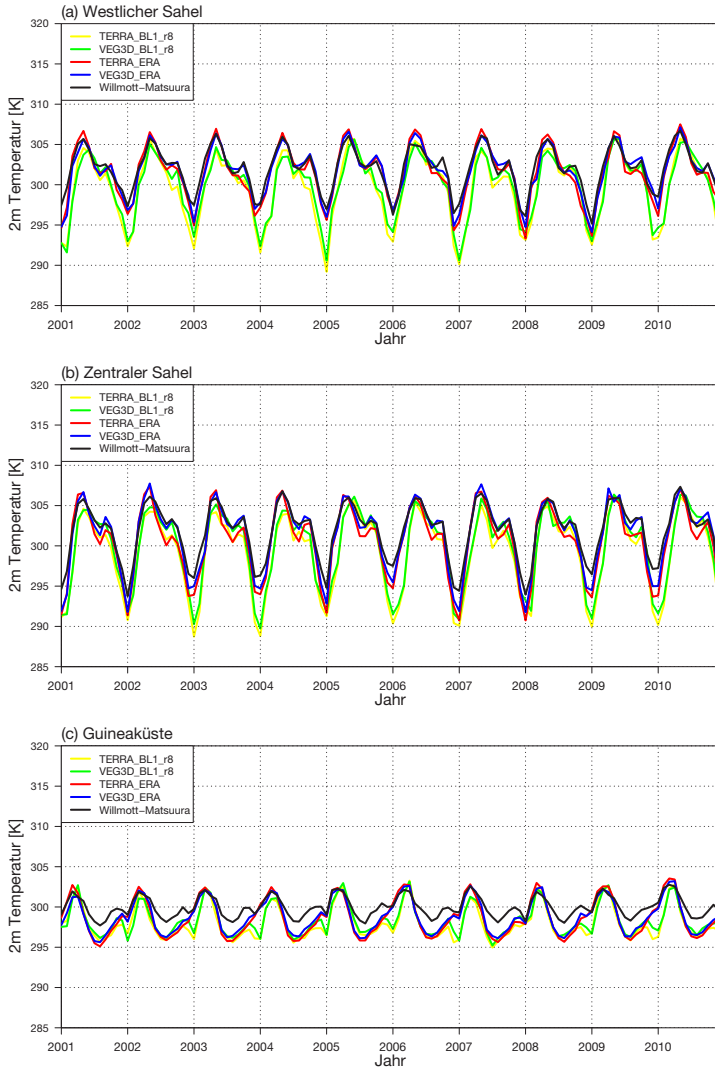 (a) Westlicher Sahel
320
315
310
305
300
295
290
285
2m Temperatur [K]
TERRA_BL1_r8
VEG3D_BL1_r8
TERRA_ERA
VEG3D_ERA
Willmott−Matsuura
2001 2002 2003 2004 2005 2006 2007 2008 2009 2010
Jahr
(b) Zentraler Sahel
320
315
310
305
300
295
290
285
2m Temperatur [K]
TERRA_BL1_r8
VEG3D_BL1_r8
TERRA_ERA
VEG3D_ERA
Willmott−Matsuura
2001 2002 2003 2004 2005 2006 2007 2008 2009 2010
Jahr
(c) Guineaküste
320
315
310
305
300
295
290
285
2m Temperatur [K]
TERRA_BL1_r8
VEG3D_BL1_r8
TERRA_ERA
VEG3D_ERA
Willmott−Matsuura
2001 2002 2003 2004 2005 2006 2007 2008 2009 2010
Jahr